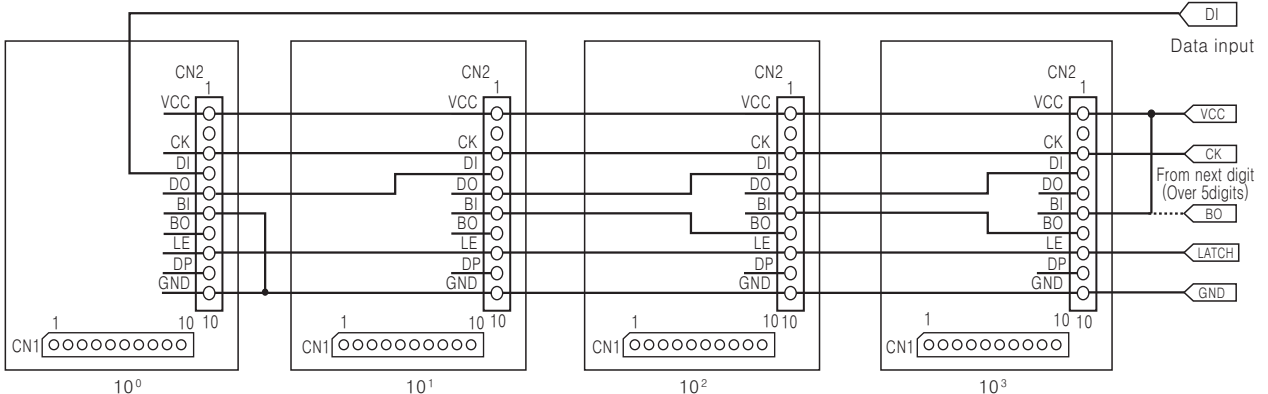 DI
Data input
CN2 CN2 CN2 CN2
1 1 1 1
VCC VCC VCC VCC VCC
CK CK CK CK CK
DI DI DI DI
From next digit
(Over 5digits)
DO DO DO DO
BI BI BI BI BO
BO BO BO BO
LE LE LE LE LATCH
DP DP DP DP
GND GND GND GND GND
1 10 10 1 10 10 1 10 10 1 10 10
CN1 CN1 CN1 CN1
10⁰ 10¹ 10² 10³